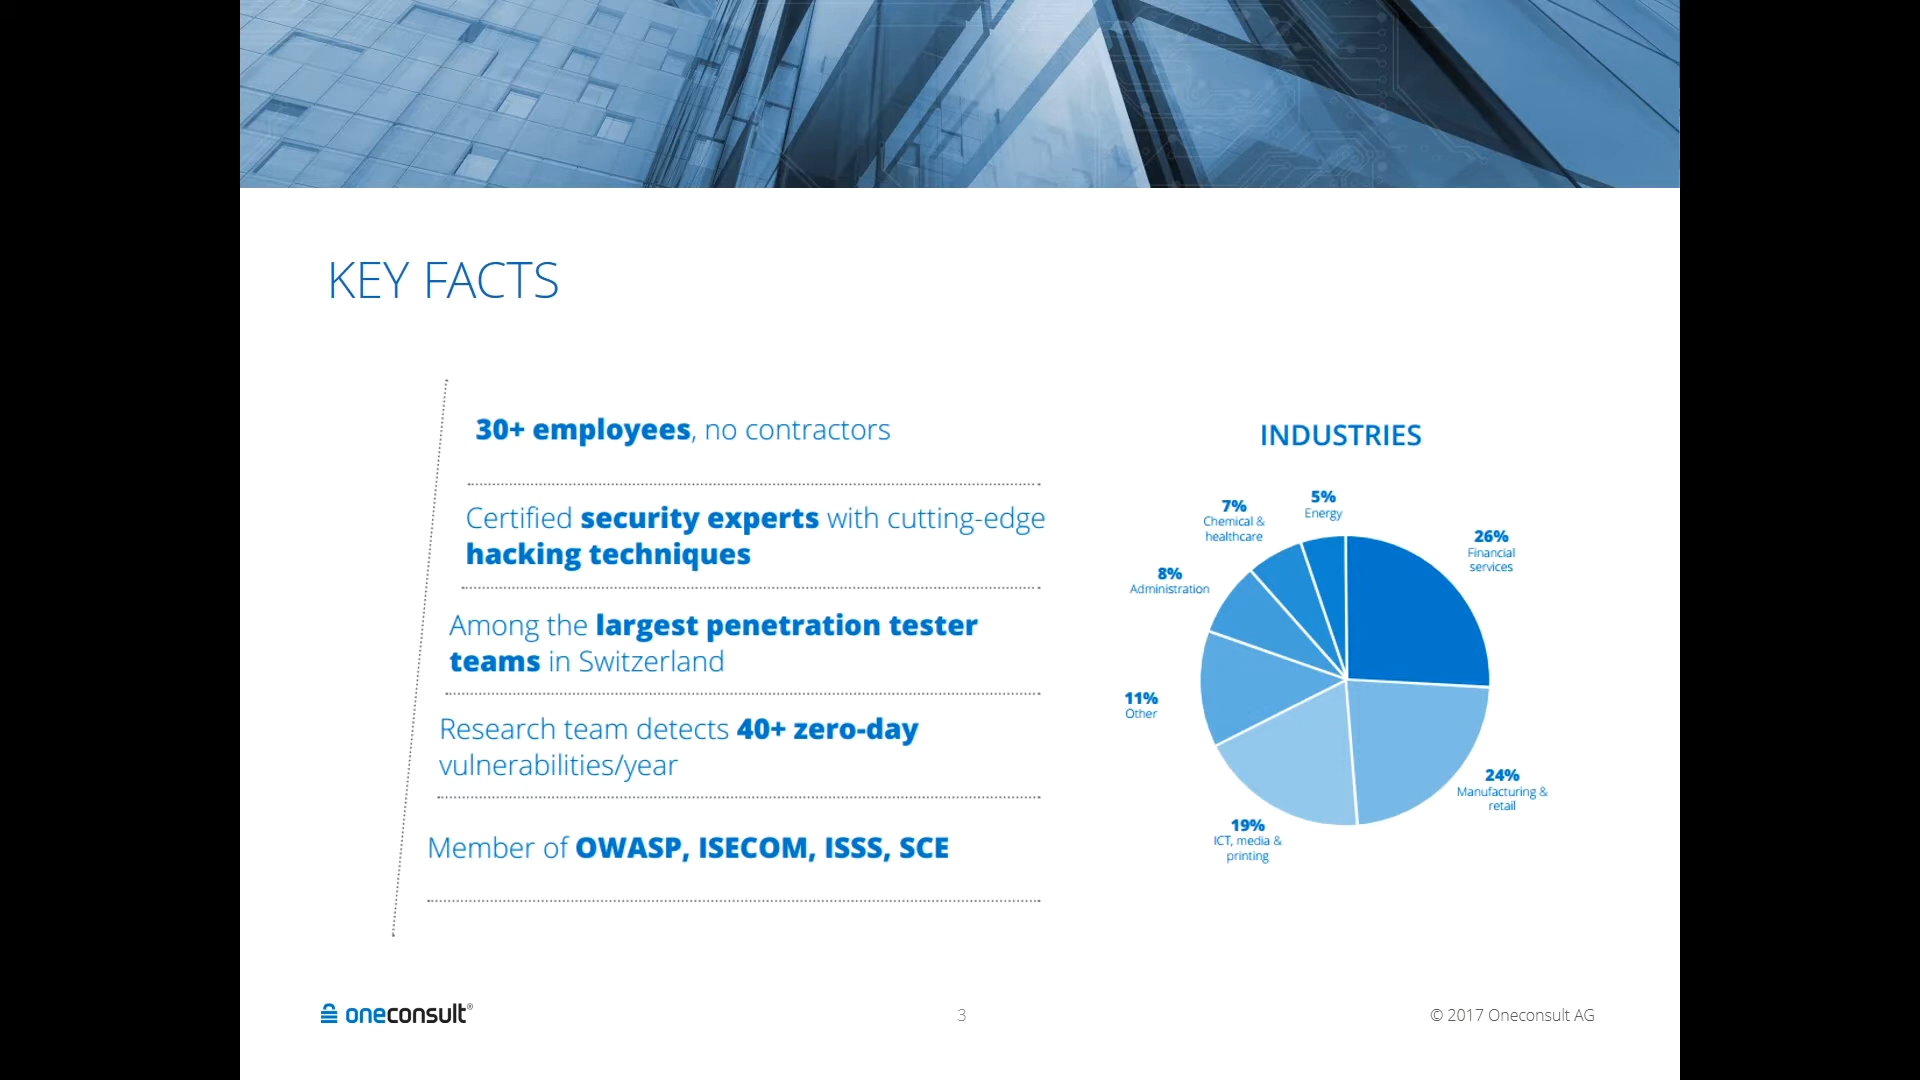 KEY FACTS
30+ employees, no contractors
Certified security experts with cutting-edge
hacking techniques
Among the largest penetration tester
teams in Switzerland
Research team detects 40+ zero-day
vulnerabilities/year
Member of OWASP, ISECOM, ISSS, SCE
INDUSTRIES
5%
Energy
7%
Chemical &
healthcare
26%
Financial
services
8%
Administration
11%
Other
24%
Manufacturing &
retail
19%
ICT, media &
printing
oneconsult®
3
© 2017 Oneconsult AG